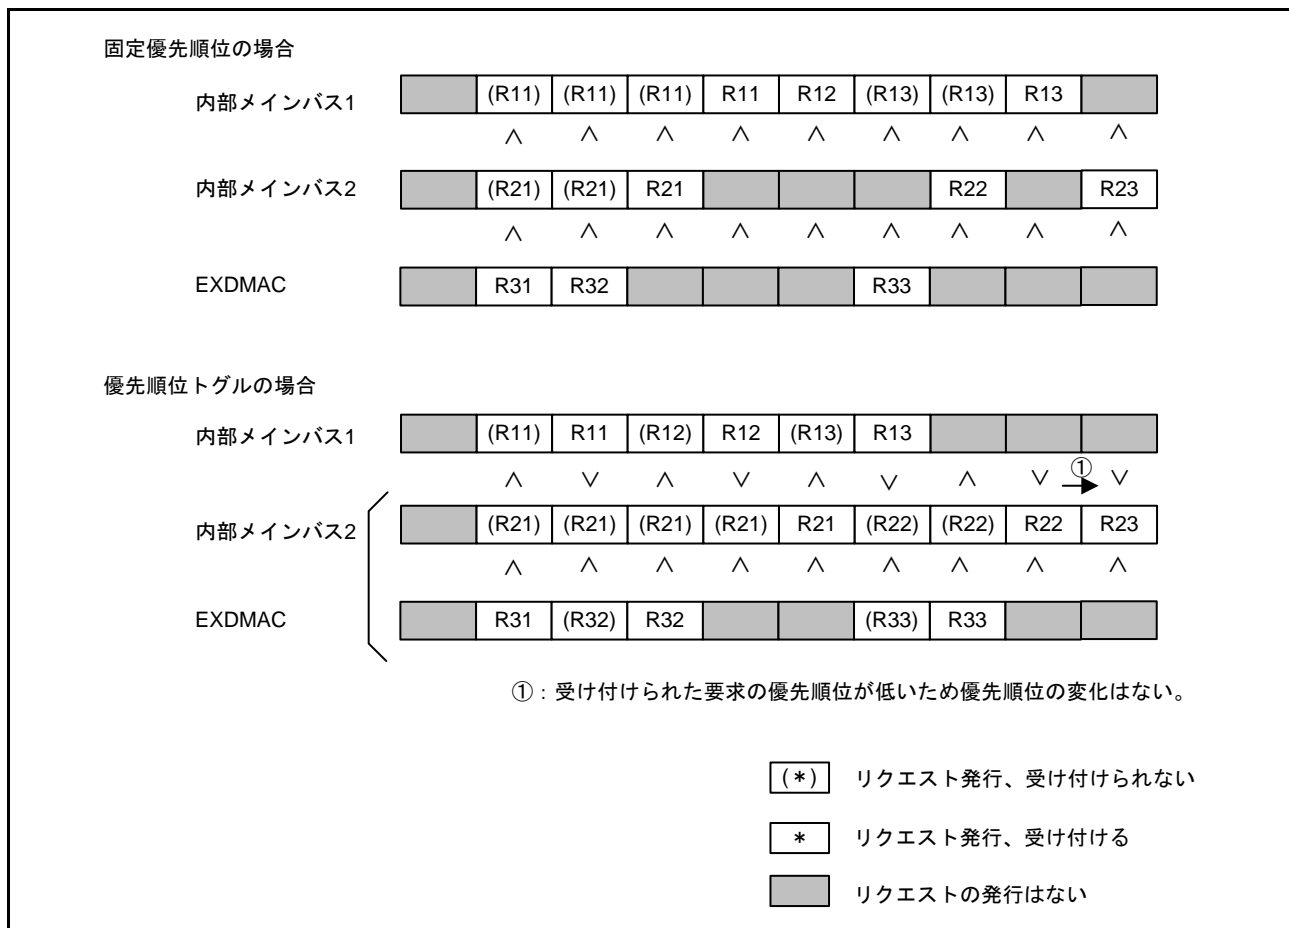 固定優先順位の場合
内部メインバス1 (R11) (R11) (R11) R11 R12 (R13) (R13) R13
∧ ∧ ∧ ∧ ∧ ∧ ∧ ∧ ∧
内部メインバス2 (R21) (R21) R21 R22 R23
∧ ∧ ∧ ∧ ∧ ∧ ∧ ∧ ∧
EXDMAC R31 R32 R33
優先順位トグルの場合
内部メインバス1 (R11) R11 (R12) R12 (R13) R13
∧ ∨ ∧ ∨ ∧ ∨ ∧ ∨ ① ∨
内部メインバス2 (R21) (R21) (R21) (R21) R21 (R22) (R22) R22 R23
∧ ∧ ∧ ∧ ∧ ∧ ∧ ∧ ∧
EXDMAC R31 (R32) R32 (R33) R33
①：受け付けられた要求の優先順位が低いため優先順位の変化はない。
(＊) リクエスト発行、受け付けられない
＊ リクエスト発行、受け付ける
リクエストの発行はない